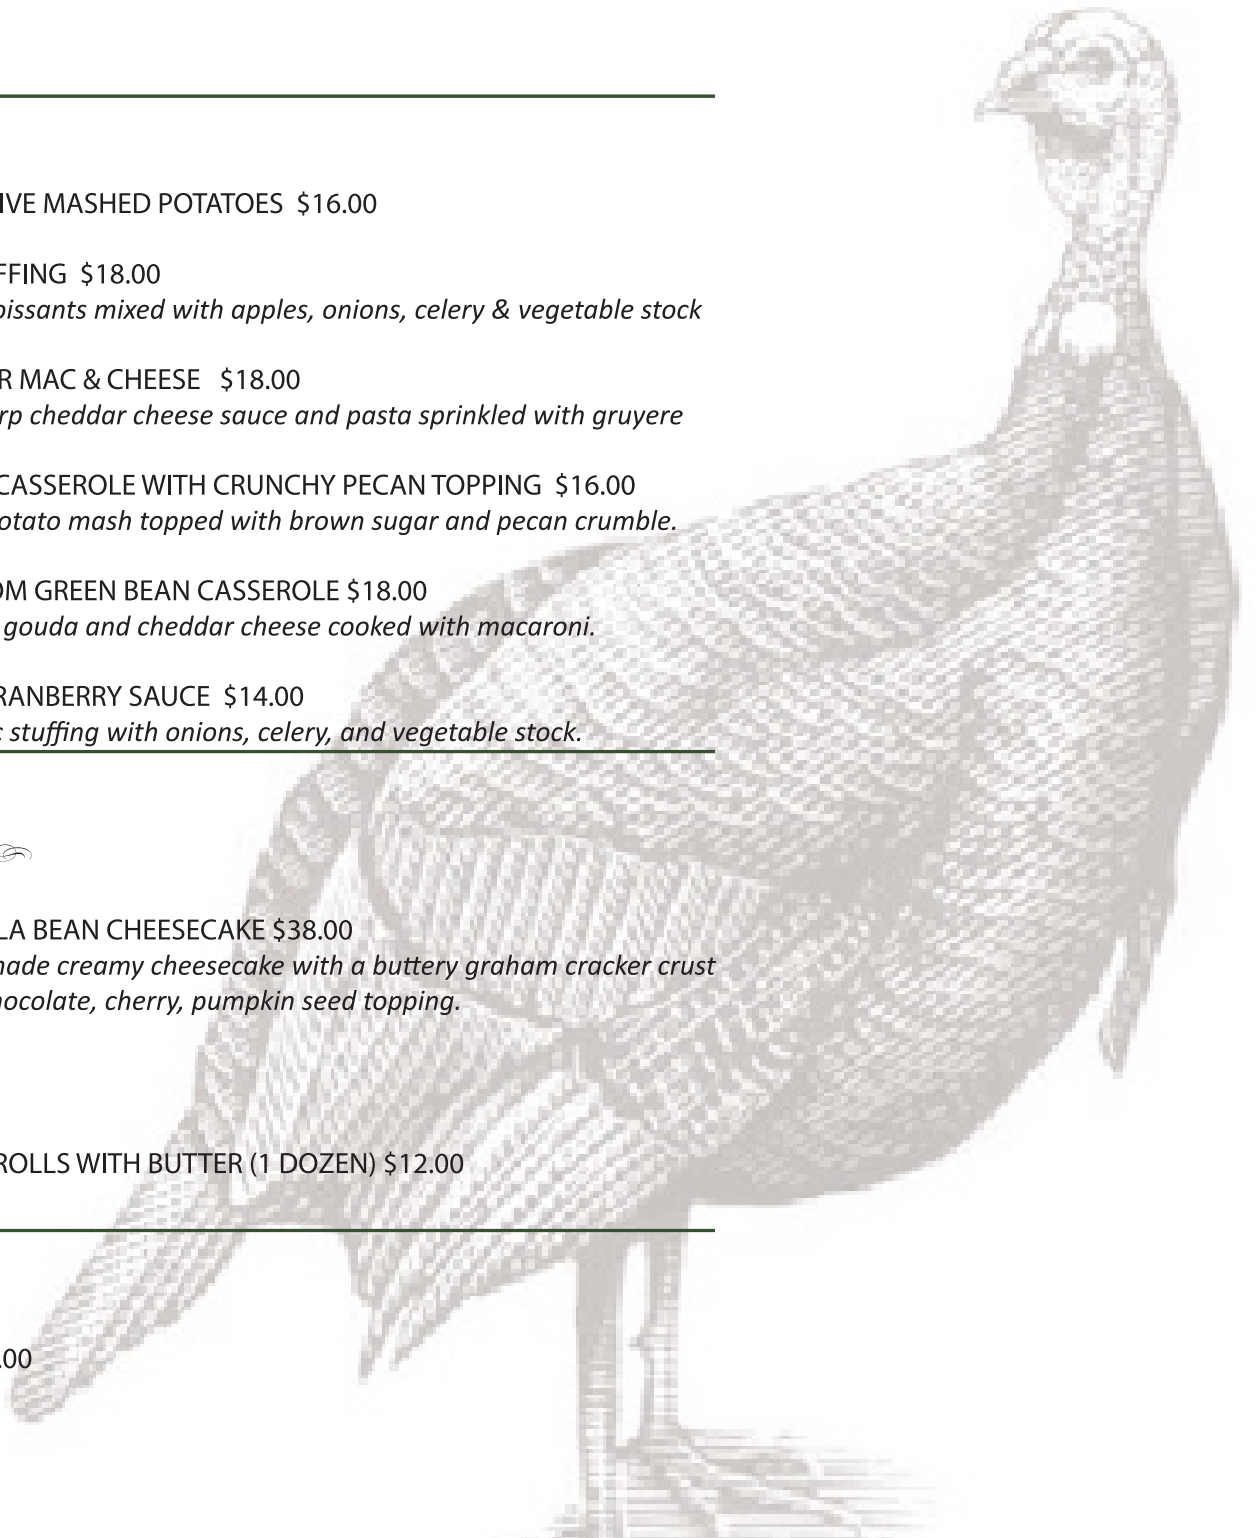 IVE MASHED POTATOES $16.00
FFING $18.00
oissants mixed with apples, onions, celery & vegetable stock
R MAC & CHEESE $18.00
rp cheddar cheese sauce and pasta sprinkled with gruyere
CASSEROLE WITH CRUNCHY PECAN TOPPING $16.00
otato mash topped with brown sugar and pecan crumble.
OM GREEN BEAN CASSEROLE $18.00
gouda and cheddar cheese cooked with macaroni.
RANBERRY SAUCE $14.00
c stuffing with onions, celery, and vegetable stock.
LA BEAN CHEESECAKE $38.00
made creamy cheesecake with a buttery graham cracker crust
hocolate, cherry, pumpkin seed topping.
ROLLS WITH BUTTER (1 DOZEN) $12.00
.00